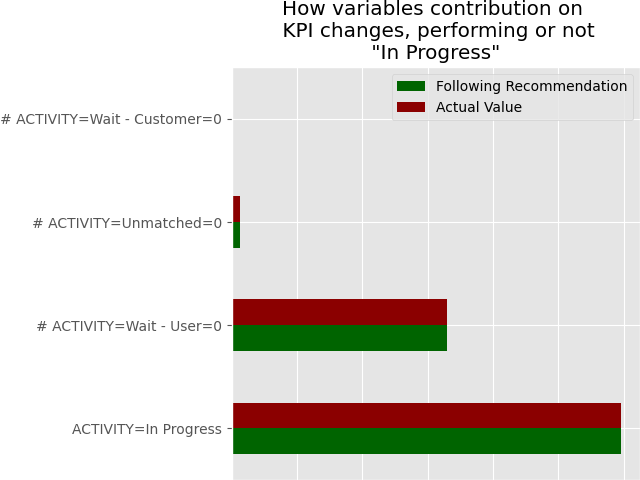 How variables contribution on
KPI changes, performing or not
"In Progress"
Following Recommendation
Actual Value
# ACTIVITY=Wait - Customer=0
# ACTIVITY=Unmatched=0
# ACTIVITY=Wait - User=0
ACTIVITY=In Progress